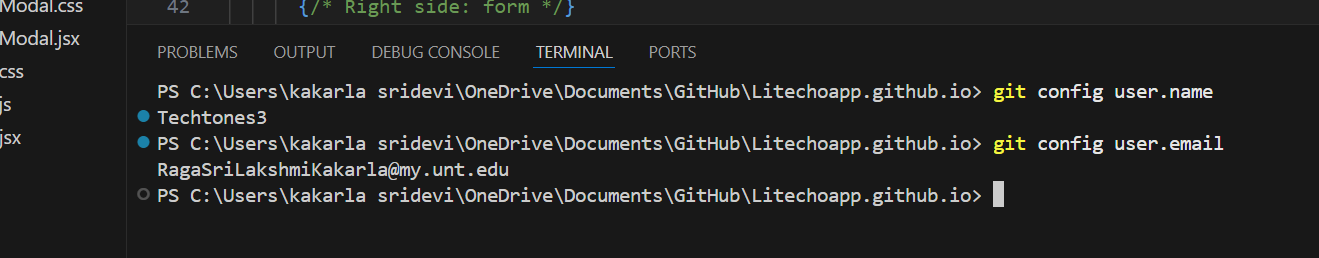 Modal.css
42 {/* Right side: form */}
Modal.jsx
css
js
jsx
PROBLEMS OUTPUT DEBUG CONSOLE TERMINAL PORTS
PS C:\Users\kakarla sridevi\OneDrive\Documents\GitHub\Litechoapp.github.io> git config user.name
Techtones3
PS C:\Users\kakarla sridevi\OneDrive\Documents\GitHub\Litechoapp.github.io> git config user.email
RagaSriLakshmiKakarla@my.unt.edu
PS C:\Users\kakarla sridevi\OneDrive\Documents\GitHub\Litechoapp.github.io>